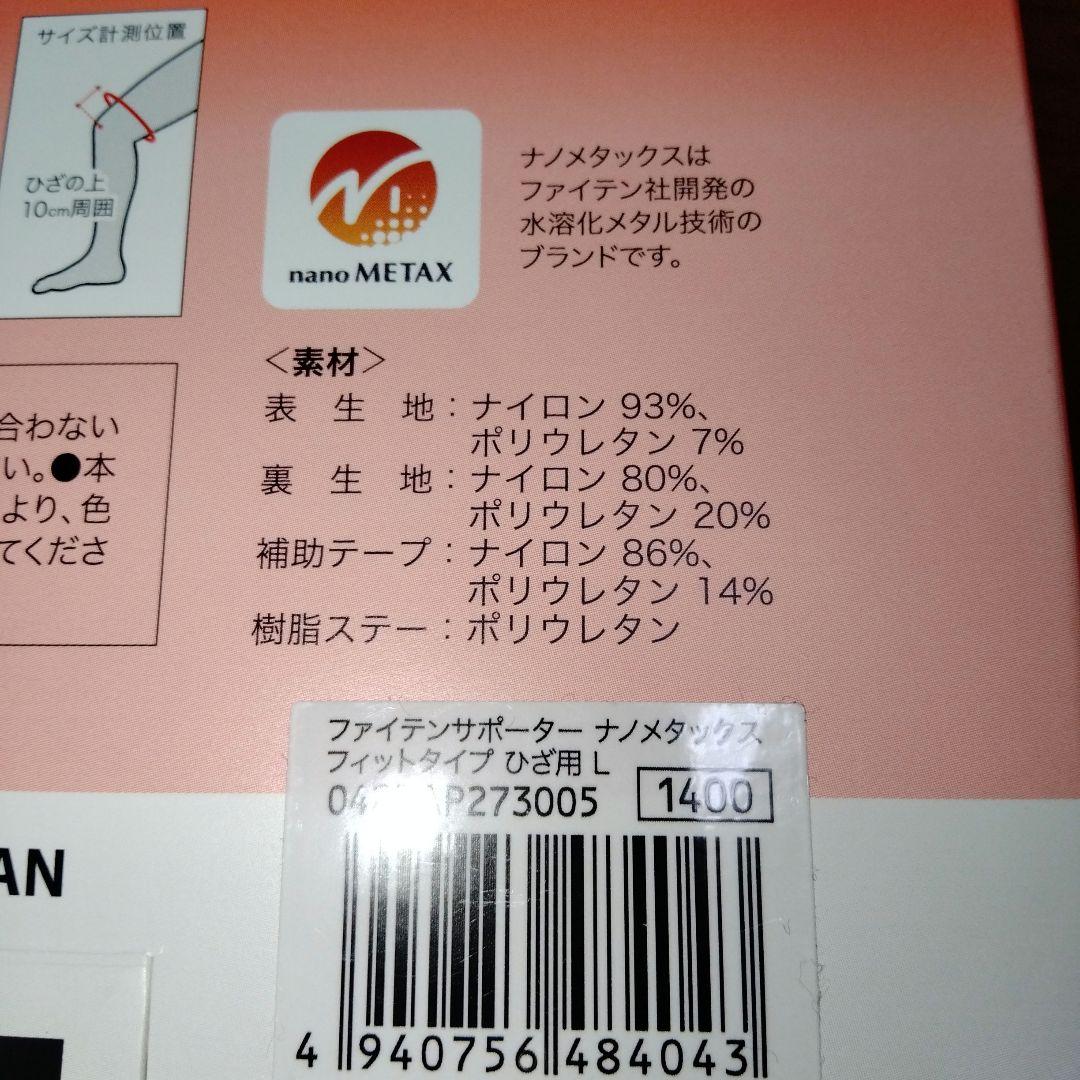 サイズ計測位置
ひざの上
10cm周囲
nano METAX
ナノメタックスは
ファイテン社開発の
水溶化メタル技術の
ブランドです。
合わない
い。●本
より、色
てくださ
＜素材＞
表生地：ナイロン 93%、
ポリウレタン 7%
裏生地：ナイロン 80%、
ポリウレタン 20%
補助テープ：ナイロン 86%、
ポリウレタン 14%
樹脂ステー：ポリウレタン
AN
ファイテンサポーター ナノメタックス
フィットタイプ ひざ用 L
1400
4 940756 484043